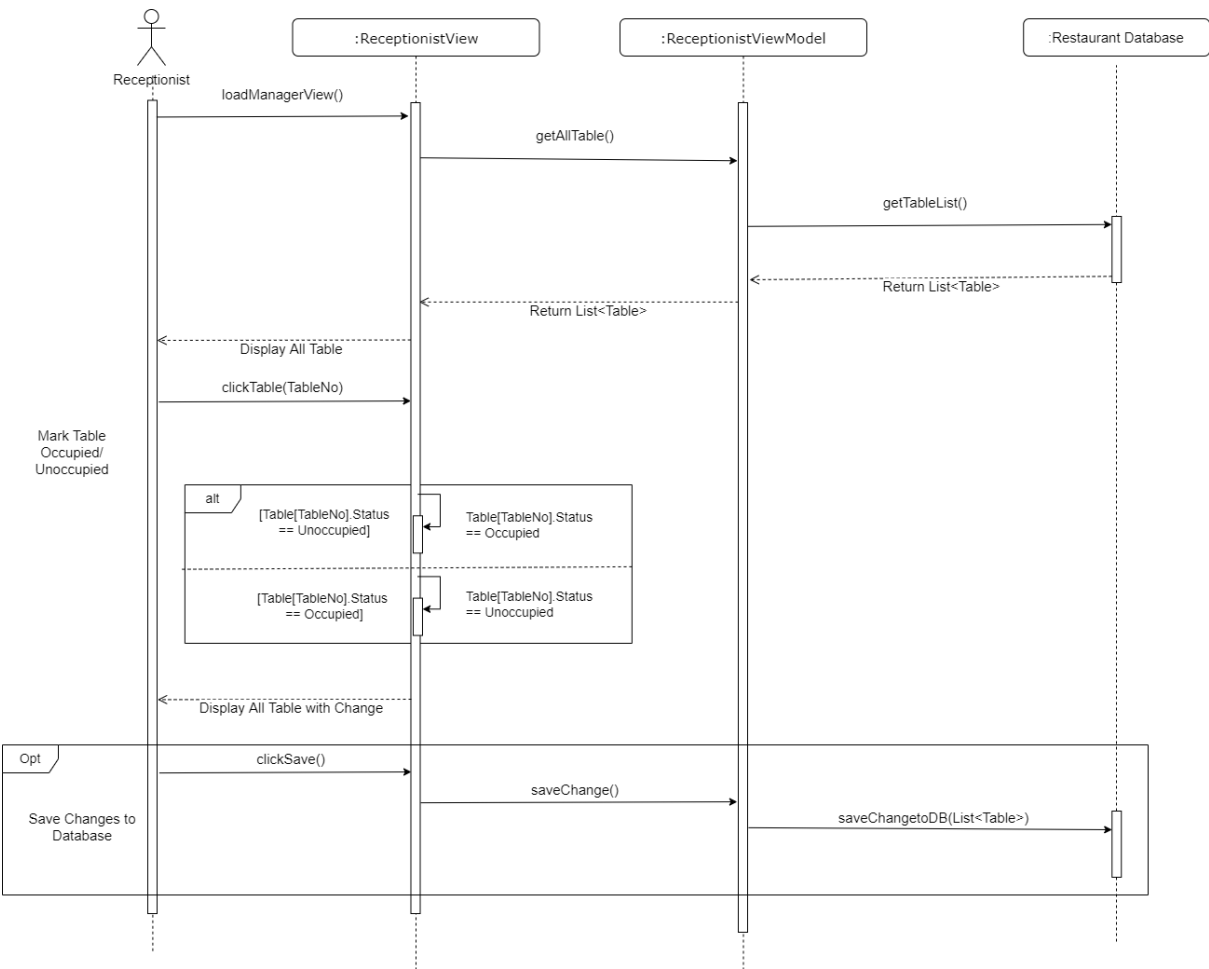 :ReceptionistView
:ReceptionistViewModel
:Restaurant Database
Receptionist
loadManagerView()
getAllTable()
getTableList()
Return List<Table>
Return List<Table>
Display All Table
clickTable(TableNo)
Mark Table
Occupied/
Unoccupied
alt
[Table[TableNo].Status
== Unoccupied]
Table[TableNo].Status
== Occupied
[Table[TableNo].Status
== Occupied]
Table[TableNo].Status
== Unoccupied
Display All Table with Change
Opt
clickSave()
saveChange()
saveChangetoDB(List<Table>)
Save Changes to
Database